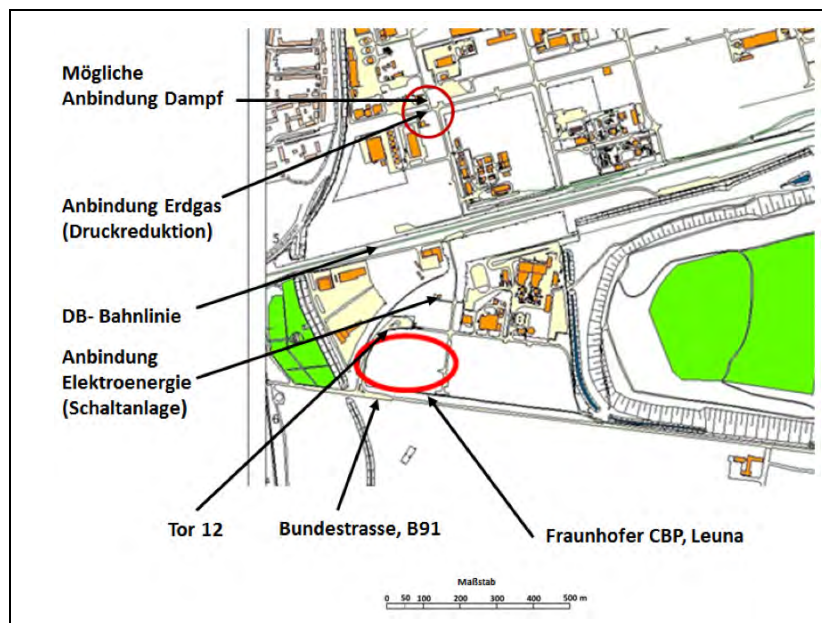 Mögliche
Anbindung Dampf
Anbindung Erdgas
(Druckreduktion)
DB- Bahnlinie
Anbindung
Elektroenergie
(Schaltanlage)
Tor 12
Bundestrasse, B91
Fraunhofer CBP, Leuna
Maßstab
0 50 100 200 300 400 500 m